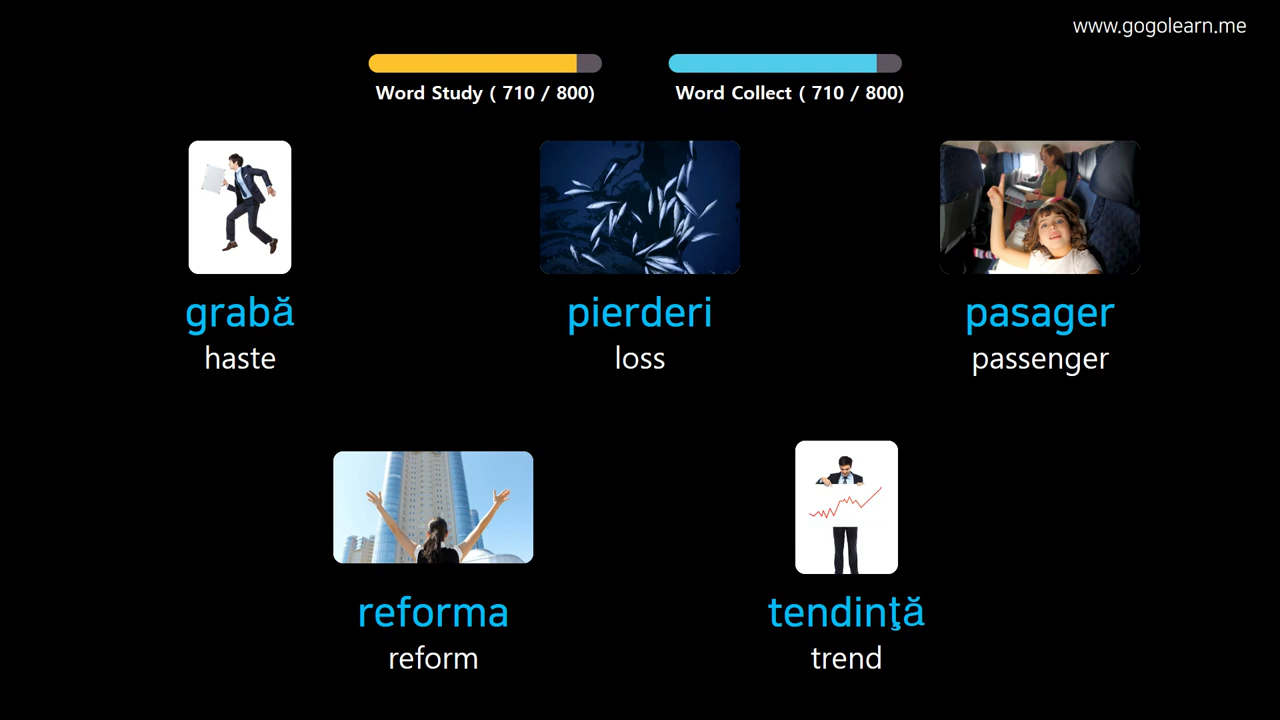 www.gogolearn.me
Word Study ( 710 / 800)
Word Collect ( 710 / 800)
grabă
haste
pierderi
loss
pasager
passenger
reforma
reform
tendinţă
trend